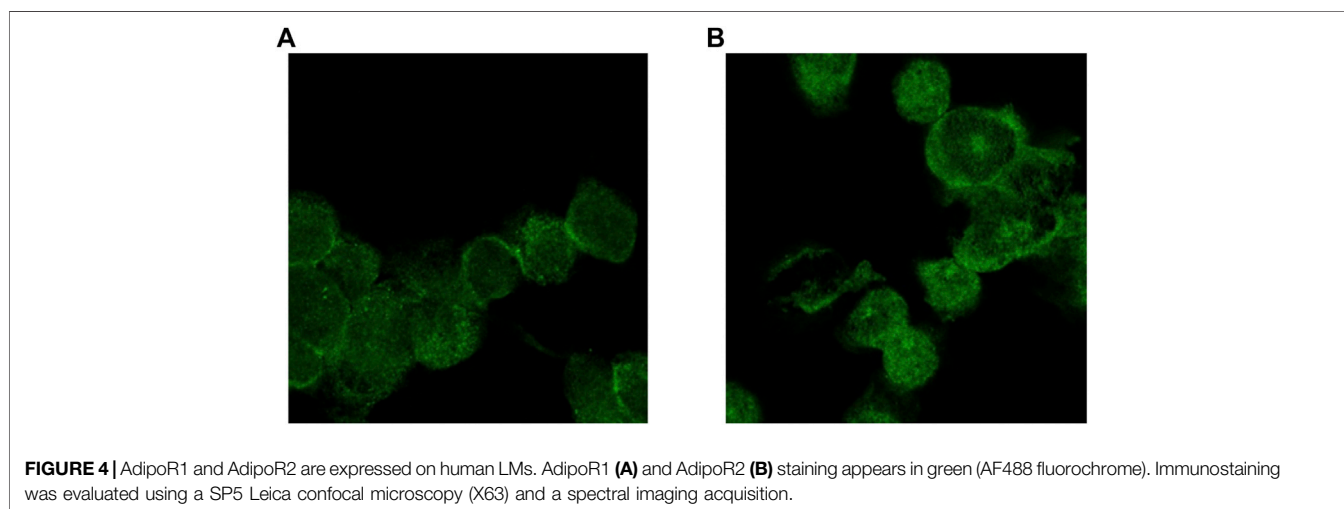 A
B
FIGURE 4 | AdipoR1 and AdipoR2 are expressed on human LMs. AdipoR1 (A) and AdipoR2 (B) staining appears in green (AF488 fluorochrome). Immunostaining
was evaluated using a SP5 Leica confocal microscopy (X63) and a spectral imaging acquisition.